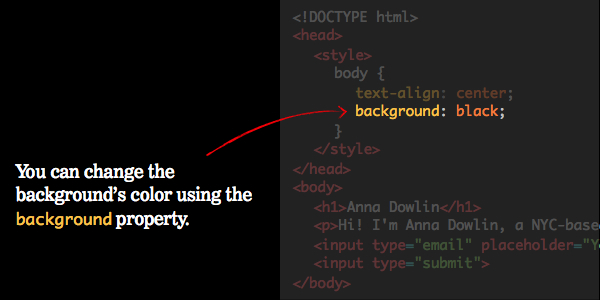 <!DOCTYPE html>
<head>
<style>
body {
text-align: center;
background: black;
}
</style>
</head>
<body>
<h1>Anna Dowlin</h1>
<p>Hi! I'm Anna Dowlin, a NYC-base
<input type="email" placeholder="Y
<input type="submit">
</body>
You can change the
background's color using the
background property.